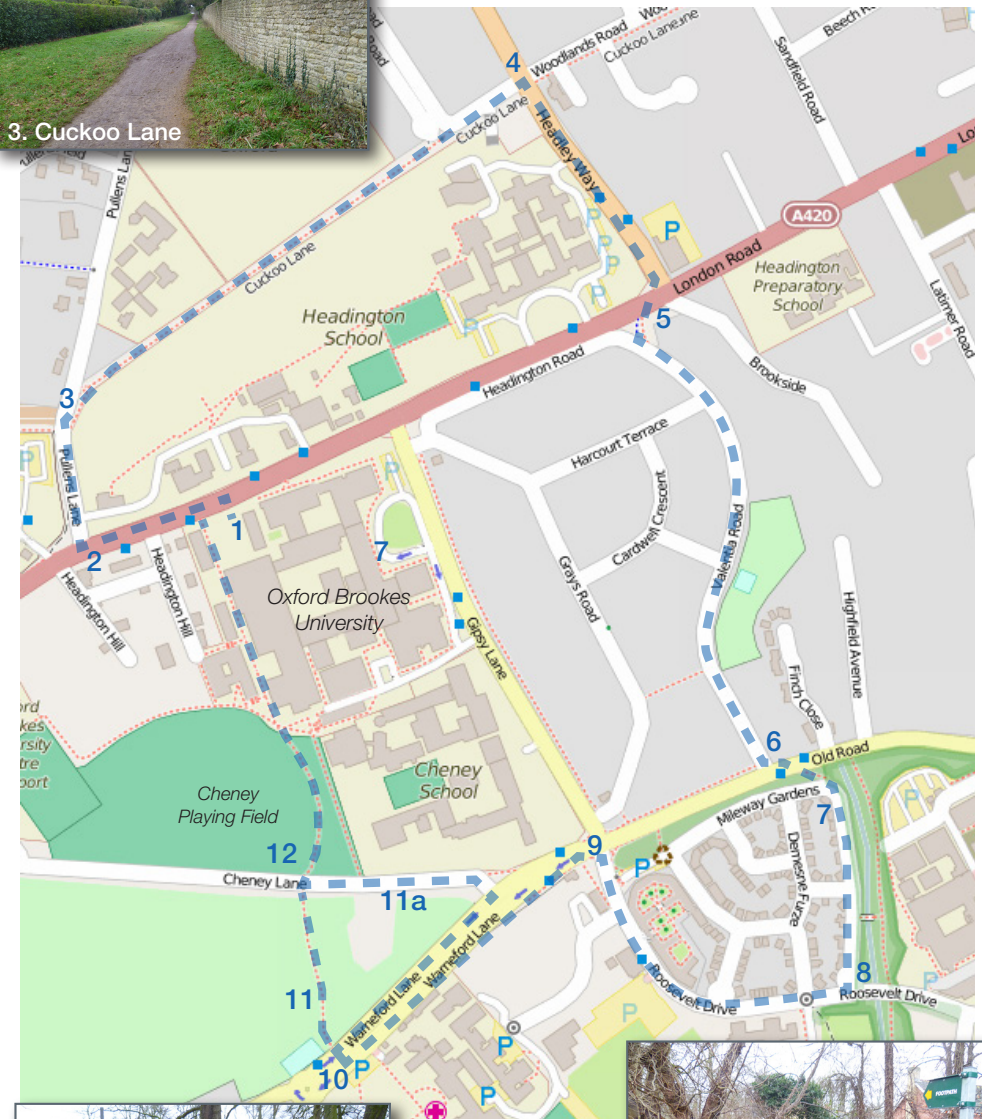 3. Cuckoo Lane
4
Woodlands Road
Cuckoo Lane
Beech
Sandfield Road
Pullens Lane
Cuckoo Lane
Headley Way
P
P
P
P
P
A420
London Road
Cuckoo Lane
Headington
Preparatory
School
Latimer Road
Headington
School
P
5
Headington Road
Brookside
3
P
Pullens Lane
Harcourt Terrace
Cardwell Crescent
P
1
2
Headington Hill
Headington Hill
7
Grays Road
Valentia Road
Oxford Brookes
University
Gipsy Lane
Highfield Avenue
Finch Close
6
Old Road
Cheney
School
Cheney
Playing Field
Mileway Gardens
7
P
12
9
P
Demesne Furze
Cheney Lane
11a
Warneford Lane
8
11
Warneford Lane
Roosevelt Drive
Roosevelt Drive
P
P
10
P
P
P
FOOTPATH